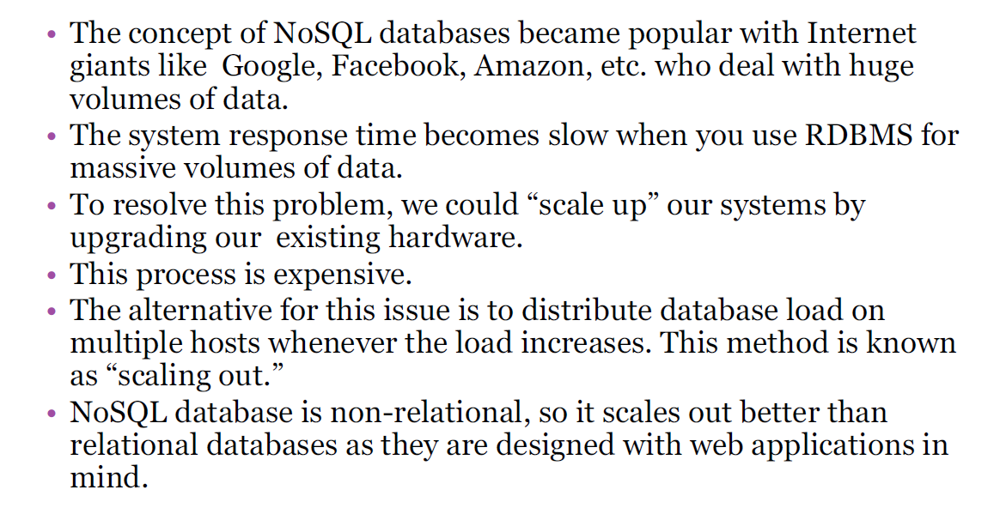 • The concept of NoSQL databases became popular with Internet
giants like  Google, Facebook, Amazon, etc. who deal with huge
volumes of data.
• The system response time becomes slow when you use RDBMS for
massive volumes of data.
• To resolve this problem, we could “scale up” our systems by
upgrading our  existing hardware.
• This process is expensive.
• The alternative for this issue is to distribute database load on
multiple hosts whenever the load increases. This method is known
as “scaling out.”
• NoSQL database is non-relational, so it scales out better than
relational databases as they are designed with web applications in
mind.